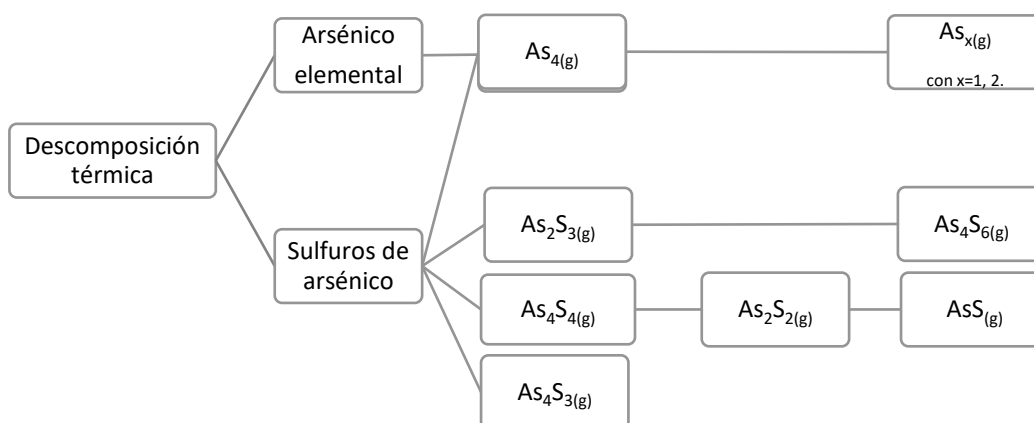 Descomposición
térmica
Arsénico
elemental
Sulfuros de
arsénico
As₄(g)
Asₓ(g)
con x=1, 2.
As₂S₃(g)
As₄S₆(g)
As₄S₄(g)
As₂S₂(g)
AsS(g)
As₄S₃(g)